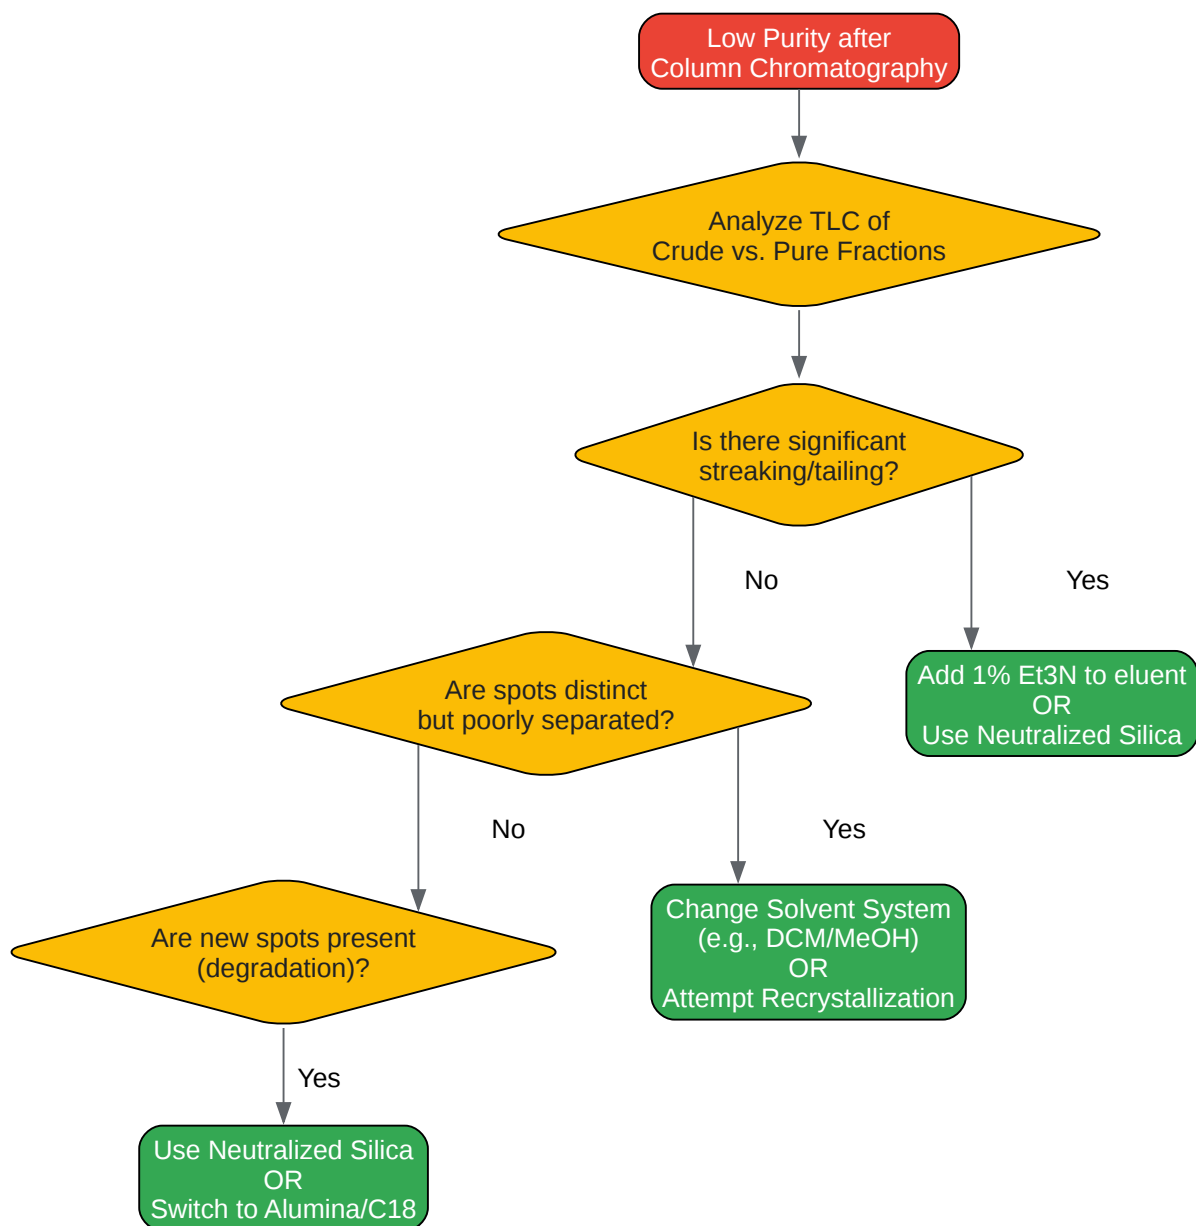 Low Purity after
Column Chromatography
Analyze TLC of
Crude vs. Pure Fractions
Is there significant
streaking/tailing?
No
Yes
Are spots distinct
but poorly separated?
Add 1% Et3N to eluent
OR
Use Neutralized Silica
No
Yes
Are new spots present
(degradation)?
Change Solvent System
(e.g., DCM/MeOH)
OR
Attempt Recrystallization
Yes
Use Neutralized Silica
OR
Switch to Alumina/C18